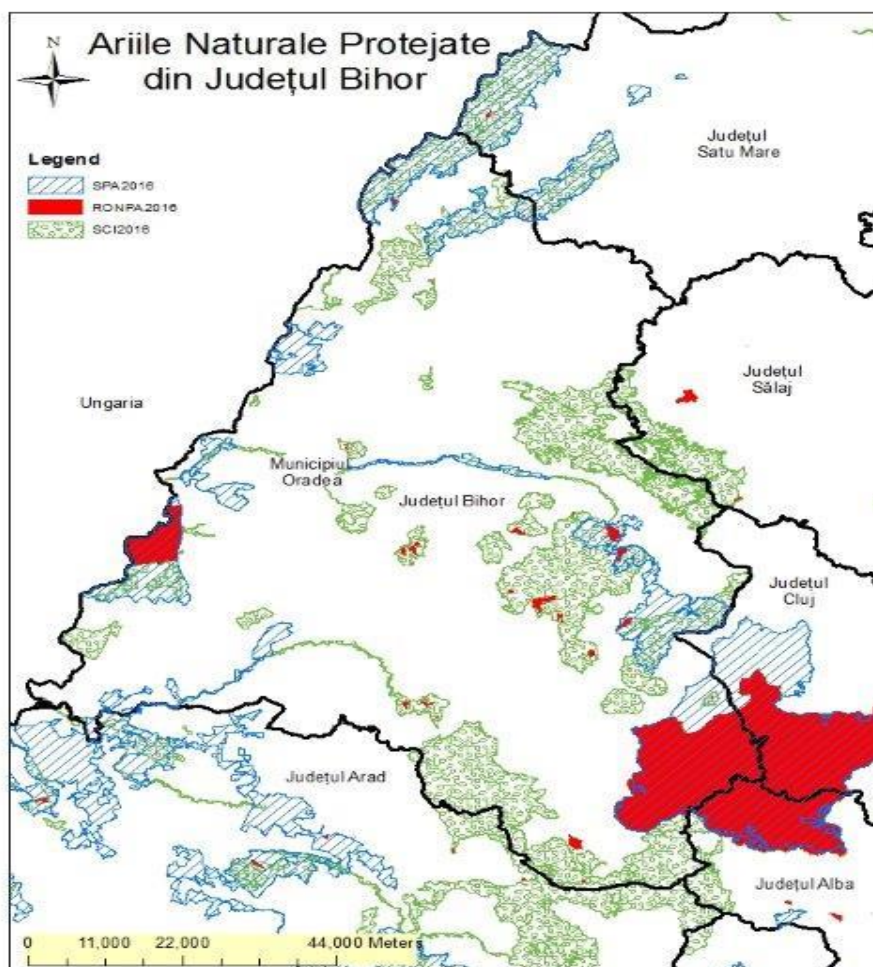 Ariile Naturale Protejate
din Județul Bihor
N
Legend
SPA2016
RONPA2016
SCI2016
Județul
Satu Mare
Județul
Sălaj
Ungaria
Municipiul
Oradea
Județul Bihor
Județul
Cluj
Județul Arad
Județul Alba
0 11,000 22,000 44,000 Meters